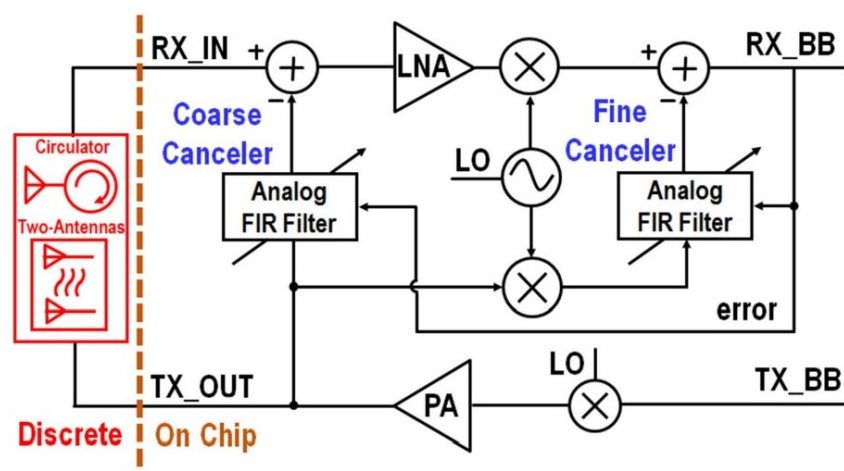 RX_IN
+
LNA
+
RX_BB
−
Coarse
Canceler
−
Fine
Canceler
Circulator
LO
Analog
FIR Filter
Analog
FIR Filter
Two-Antennas
error
LO
TX_OUT
PA
TX_BB
Discrete
On Chip